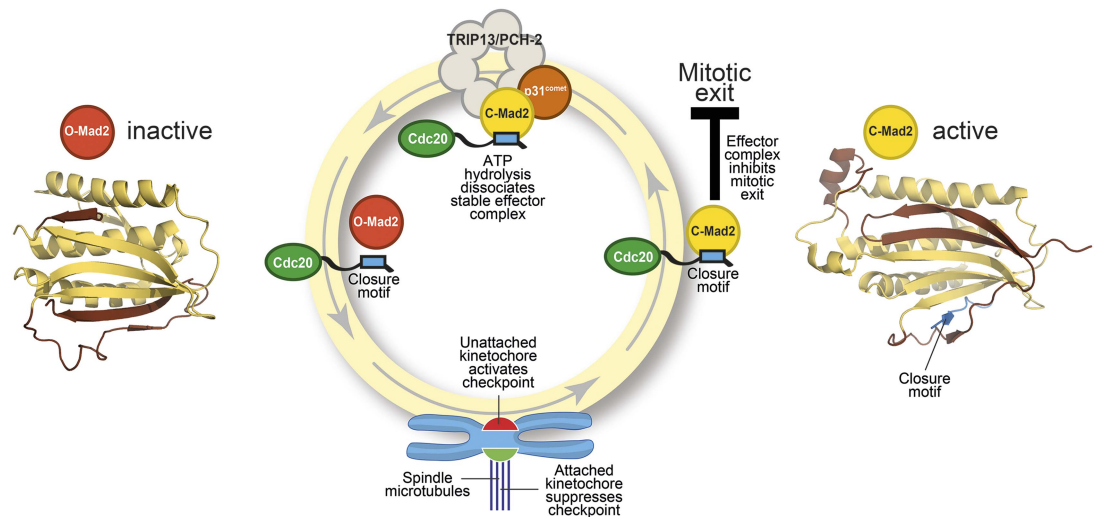 TRIP13/PCH-2
p31comet
C-Mad2
Cdc20
ATP
hydrolysis
dissociates
stable effector
complex
O-Mad2
inactive
Mitotic
exit
Effector
complex
inhibits
mitotic
exit
C-Mad2
active
O-Mad2
Cdc20
Closure
motif
C-Mad2
Cdc20
Closure
motif
Closure
motif
Unattached
kinetochore
activates
checkpoint
Spindle
microtubules
Attached
kinetochore
suppresses
checkpoint